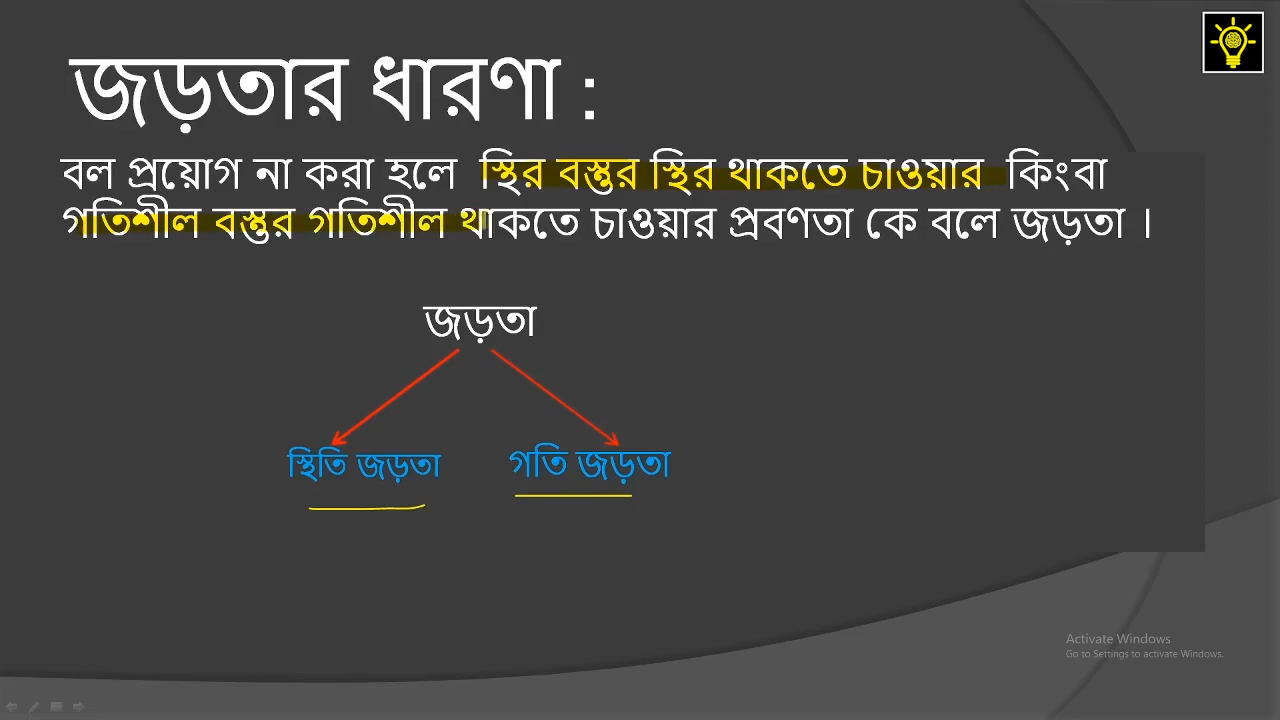 জড়তার ধারণা :
বল প্রয়োগ না করা হলে স্থির বস্তুর স্থির থাকতে চাওয়ার কিংবা
গতিশীল বস্তুর গতিশীল থাকতে চাওয়ার প্রবণতা কে বলে জড়তা ।
জড়তা
স্থিতি জড়তা গতি জড়তা
Activate Windows
Go to Settings to activate Windows.